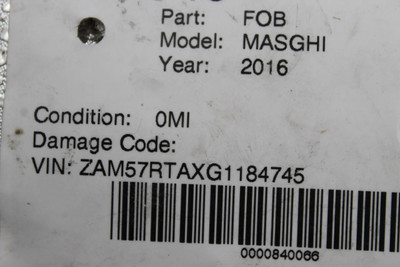 Part: FOB
Model: MASGHI
Year: 2016
Condition: 0MI
Damage Code:
VIN: ZAM57RTAXG1184745
0000840066